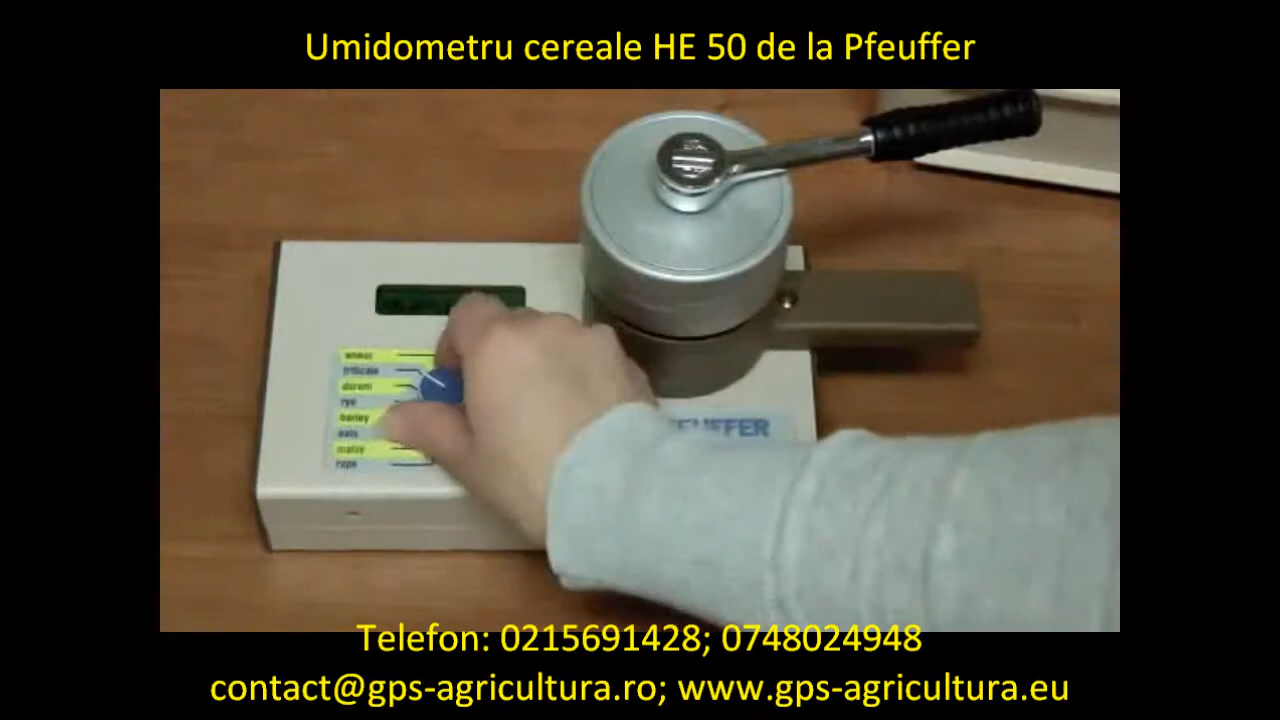 Umidometru cereale HE 50 de la Pfeuffer
triticale
durum
rye
barley
oats
maize
rape
Telefon: 0215691428; 0748024948
contact@gps-agricultura.ro; www.gps-agricultura.eu